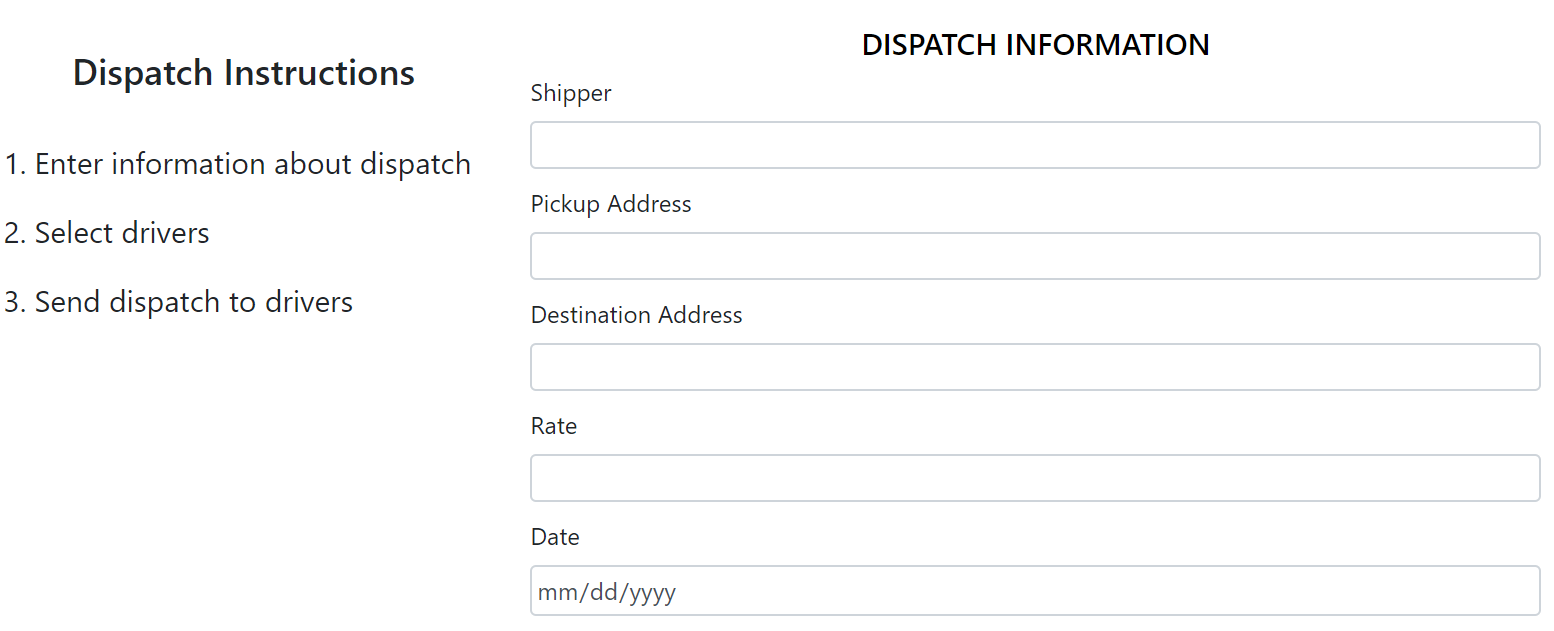 Dispatch Instructions
1. Enter information about dispatch
2. Select drivers
3. Send dispatch to drivers
DISPATCH INFORMATION
Shipper
Pickup Address
Destination Address
Rate
Date
mm/dd/yyyy